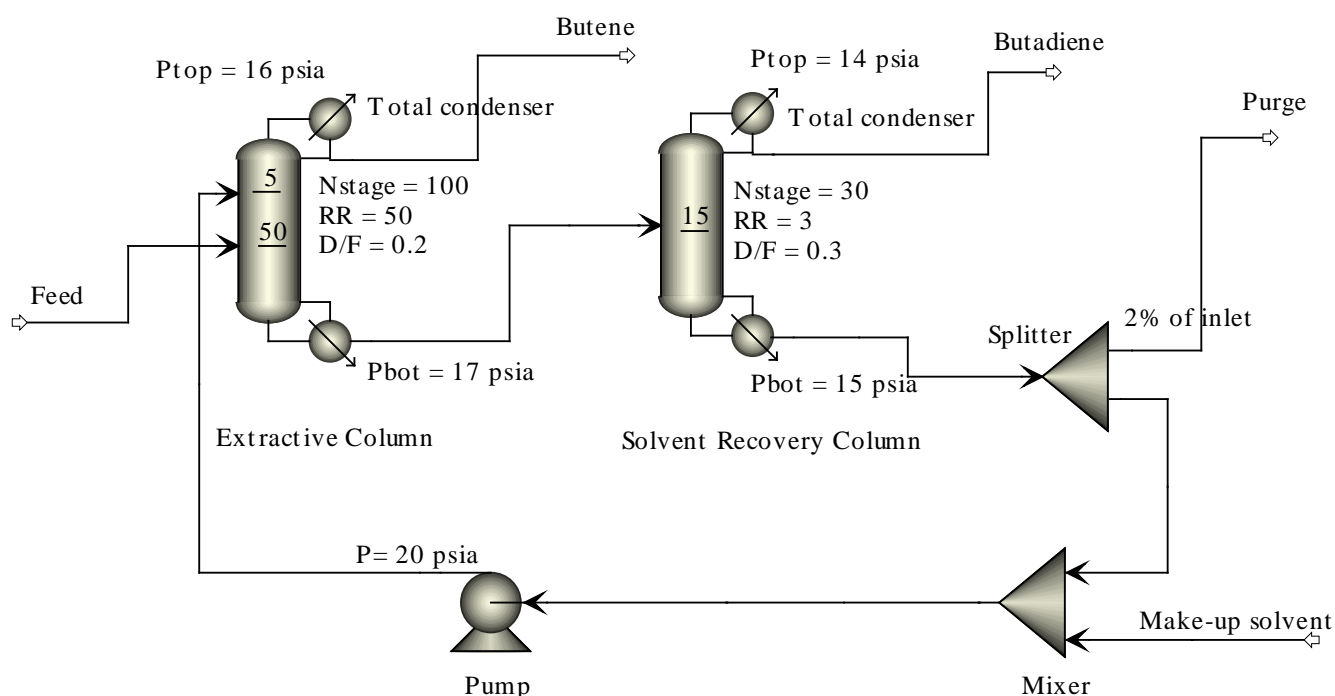 Butene
Ptop = 16 psia
Total condenser
5
50
Nstage = 100
RR = 50
D/F = 0.2
Feed
Pbot = 17 psia
Extractive Column
Butadiene
Ptop = 14 psia
Total condenser
15
Nstage = 30
RR = 3
D/F = 0.3
Pbot = 15 psia
Solvent Recovery Column
Purge
2% of inlet
Splitter
P= 20 psia
Pump
Make-up solvent
Mixer